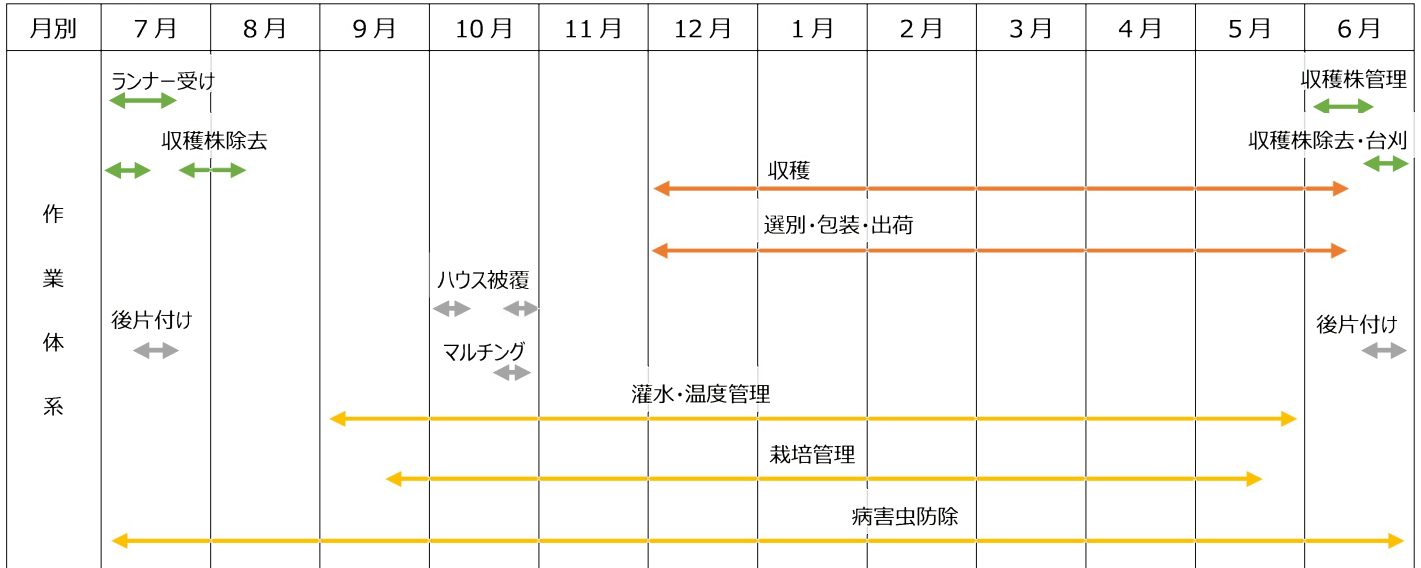 月別 7月 8月 9月 10月 11月 12月 1月 2月 3月 4月 5月 6月
作業体系
ランナー受け 収穫株管理
収穫株除去 収穫株除去・台刈
収穫
選別・包装・出荷
ハウス被覆
後片付け 後片付け
マルチング
灌水・温度管理
栽培管理
病害虫防除